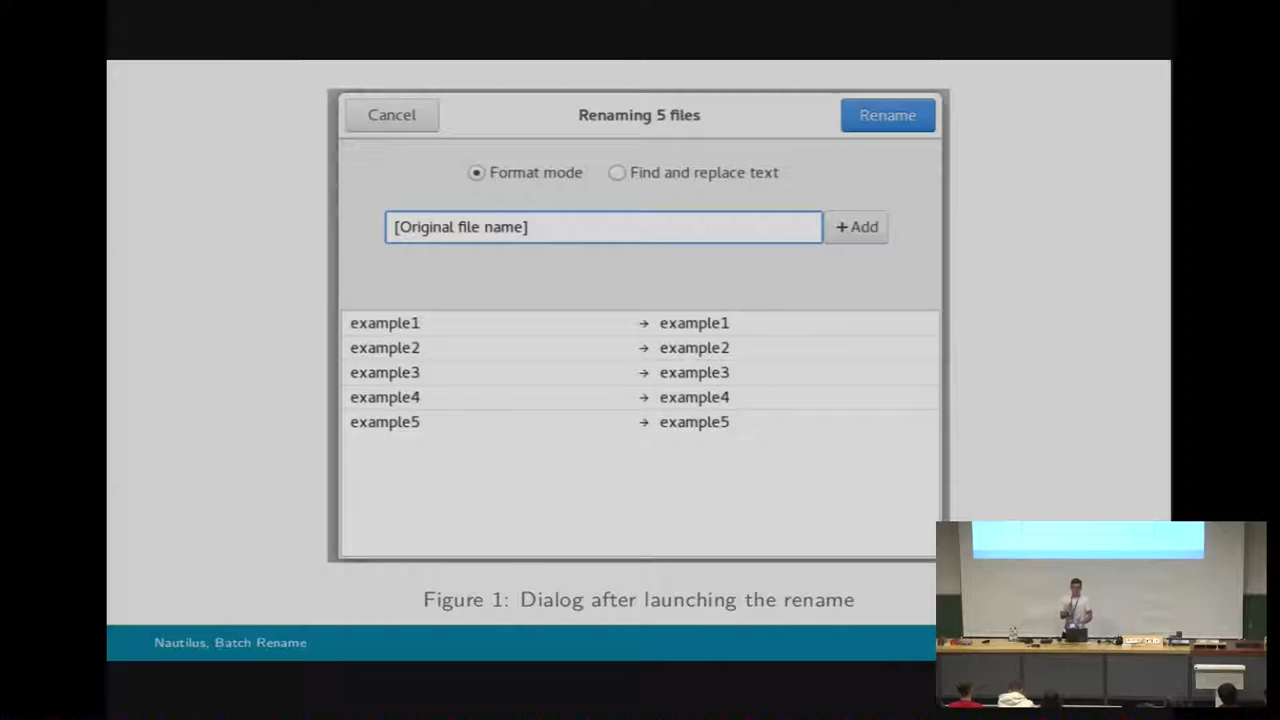 Cancel
Renaming 5 files
Rename
Format mode
Find and replace text
[Original file name]
+ Add
example1 → example1
example2 → example2
example3 → example3
example4 → example4
example5 → example5
Figure 1: Dialog after launching the rename
Nautilus, Batch Rename